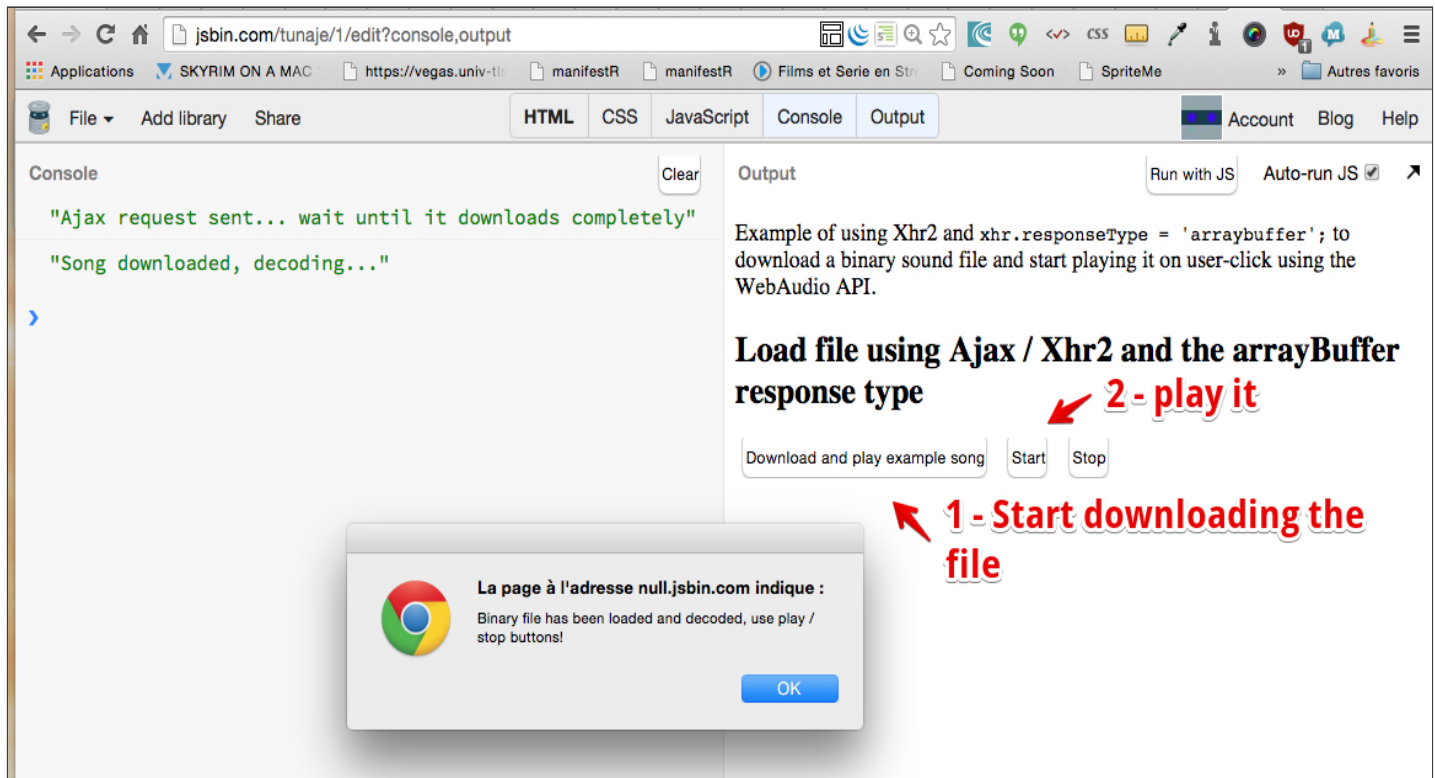 jsbin.com/tunaje/1/edit?console,output
css
Applications
SKYRIM ON A MAC
https://vegas.univ-tls
manifestR
manifestR
Films et Serie en Str
Coming Soon
SpriteMe
»
Autres favoris
File
Add library
Share
HTML
CSS
JavaScript
Console
Output
Account
Blog
Help
Console
Clear
"Ajax request sent... wait until it downloads completely"
"Song downloaded, decoding..."
Output
Run with JS
Auto-run JS
Example of using Xhr2 and xhr.responseType = 'arraybuffer'; to
download a binary sound file and start playing it on user-click using the
WebAudio API.
Load file using Ajax / Xhr2 and the arrayBuffer
response type
2 - play it
Download and play example song
Start
Stop
1 - Start downloading the
file
La page à l'adresse null.jsbin.com indique :
Binary file has been loaded and decoded, use play /
stop buttons!
OK